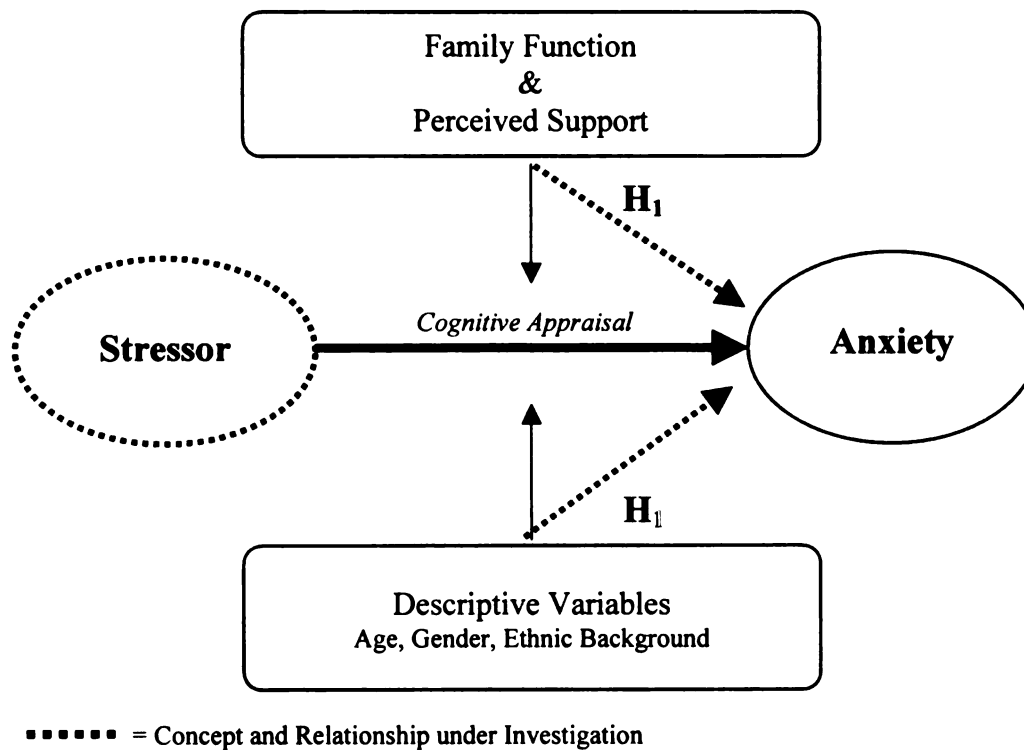 Family Function
&
Perceived Support
H₁
Cognitive Appraisal
Stressor
Anxiety
H₁
Descriptive Variables
Age, Gender, Ethnic Background
= Concept and Relationship under Investigation